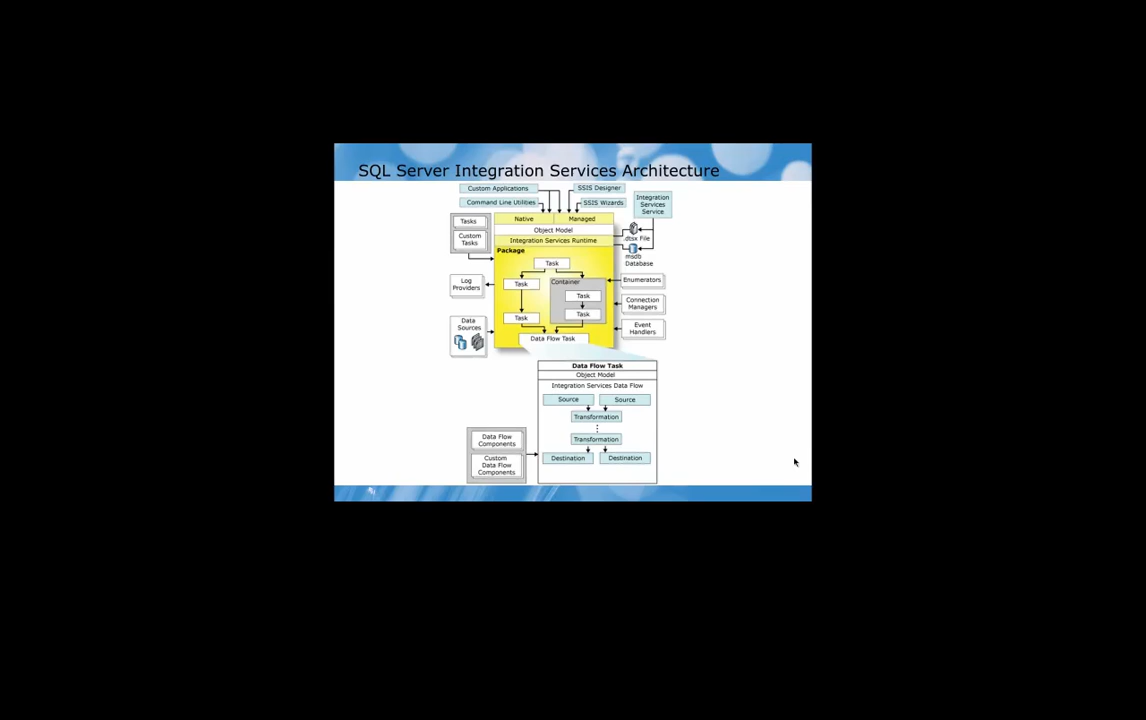 SQL Server Integration Services Architecture
Custom Applications
SSIS Designer
Command Line Utilities
SSIS Wizards
Integration
Services
Service
Native
Managed
Tasks
Custom
Tasks
Object Model
Integration Services Runtime
.dtsx File
msdb
Database
Package
Task
Log
Providers
Task
Container
Task
Task
Enumerators
Connection
Managers
Data
Sources
Task
Event
Handlers
Data Flow Task
Data Flow Task
Object Model
Integration Services Data Flow
Source
Source
Transformation
Transformation
Destination
Destination
Data Flow
Components
Custom
Data Flow
Components